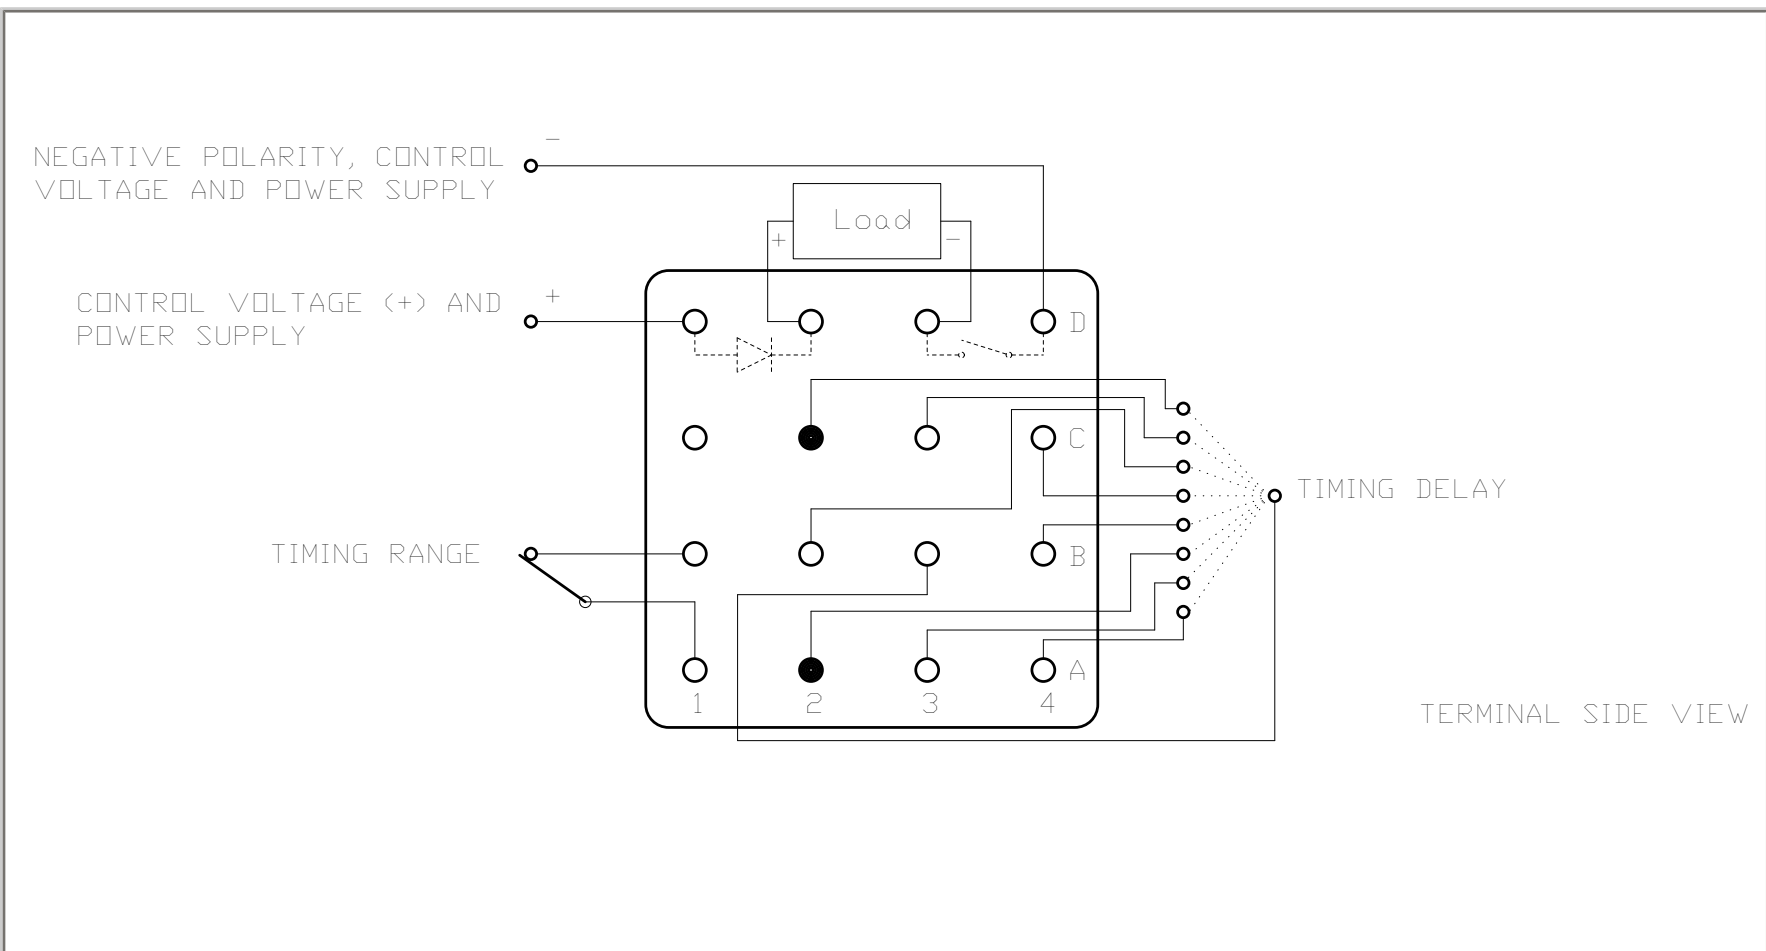 −
NEGATIVE POLARITY, CONTROL
VOLTAGE AND POWER SUPPLY
Load
+ −
+
CONTROL VOLTAGE (+) AND
POWER SUPPLY
D
C
TIMING DELAY
TIMING RANGE
B
A
1 2 3 4
TERMINAL SIDE VIEW